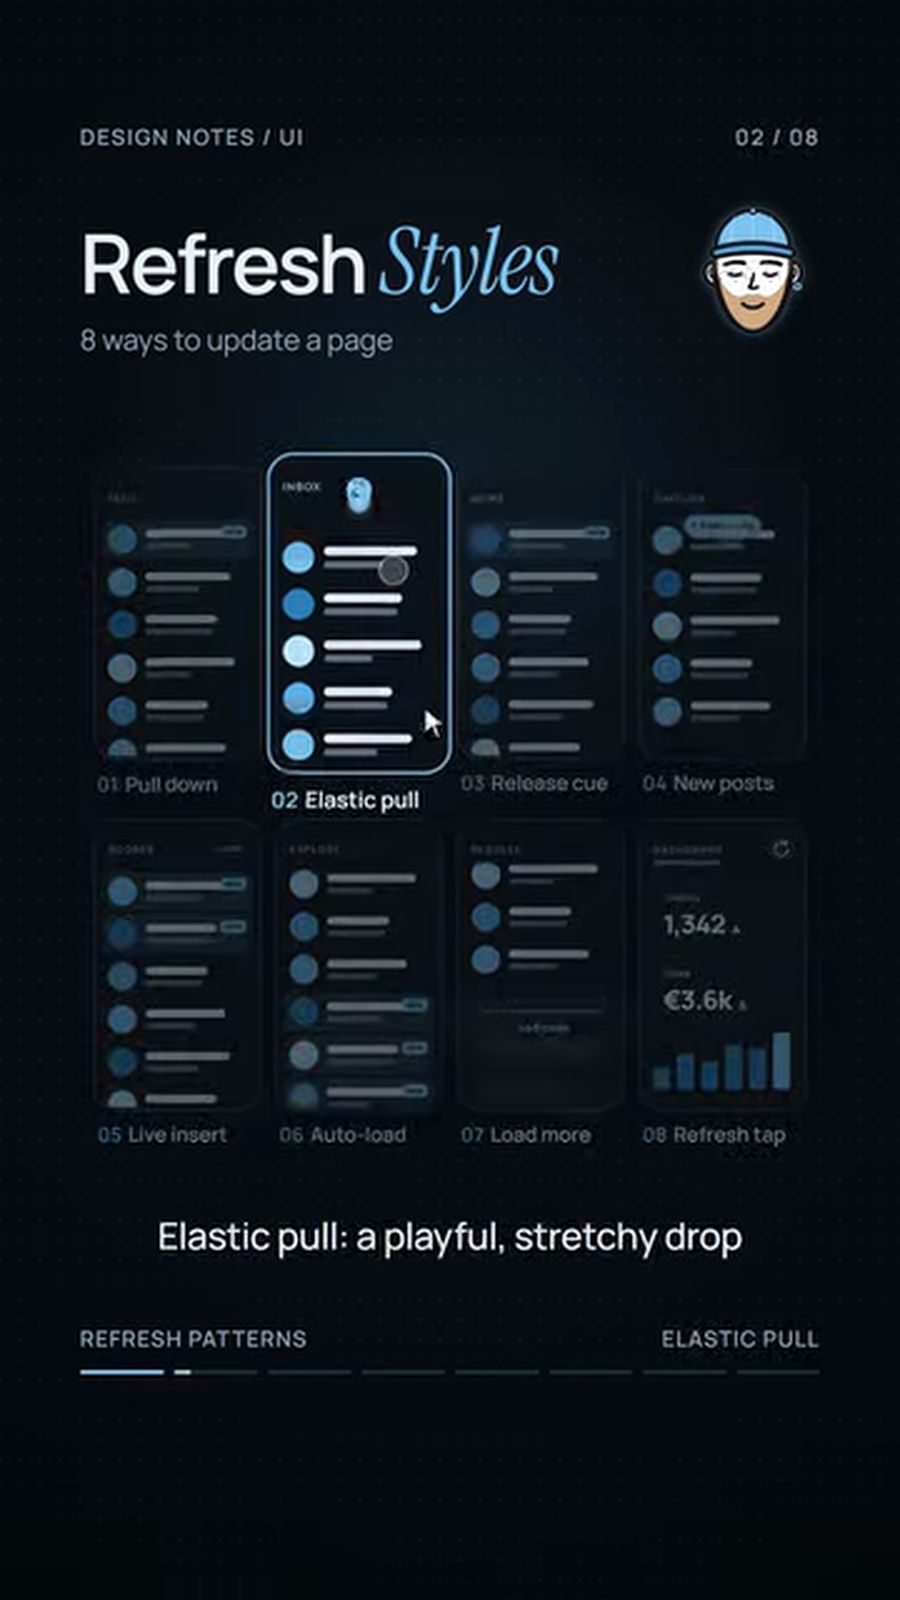 DESIGN NOTES / UI
02 / 08
Refresh Styles
8 ways to update a page
INBOX
01 Pull down
02 Elastic pull
03 Release cue
04 New posts
1,342
€3.6k
05 Live insert
06 Auto-load
07 Load more
08 Refresh tap
Elastic pull: a playful, stretchy drop
REFRESH PATTERNS
ELASTIC PULL